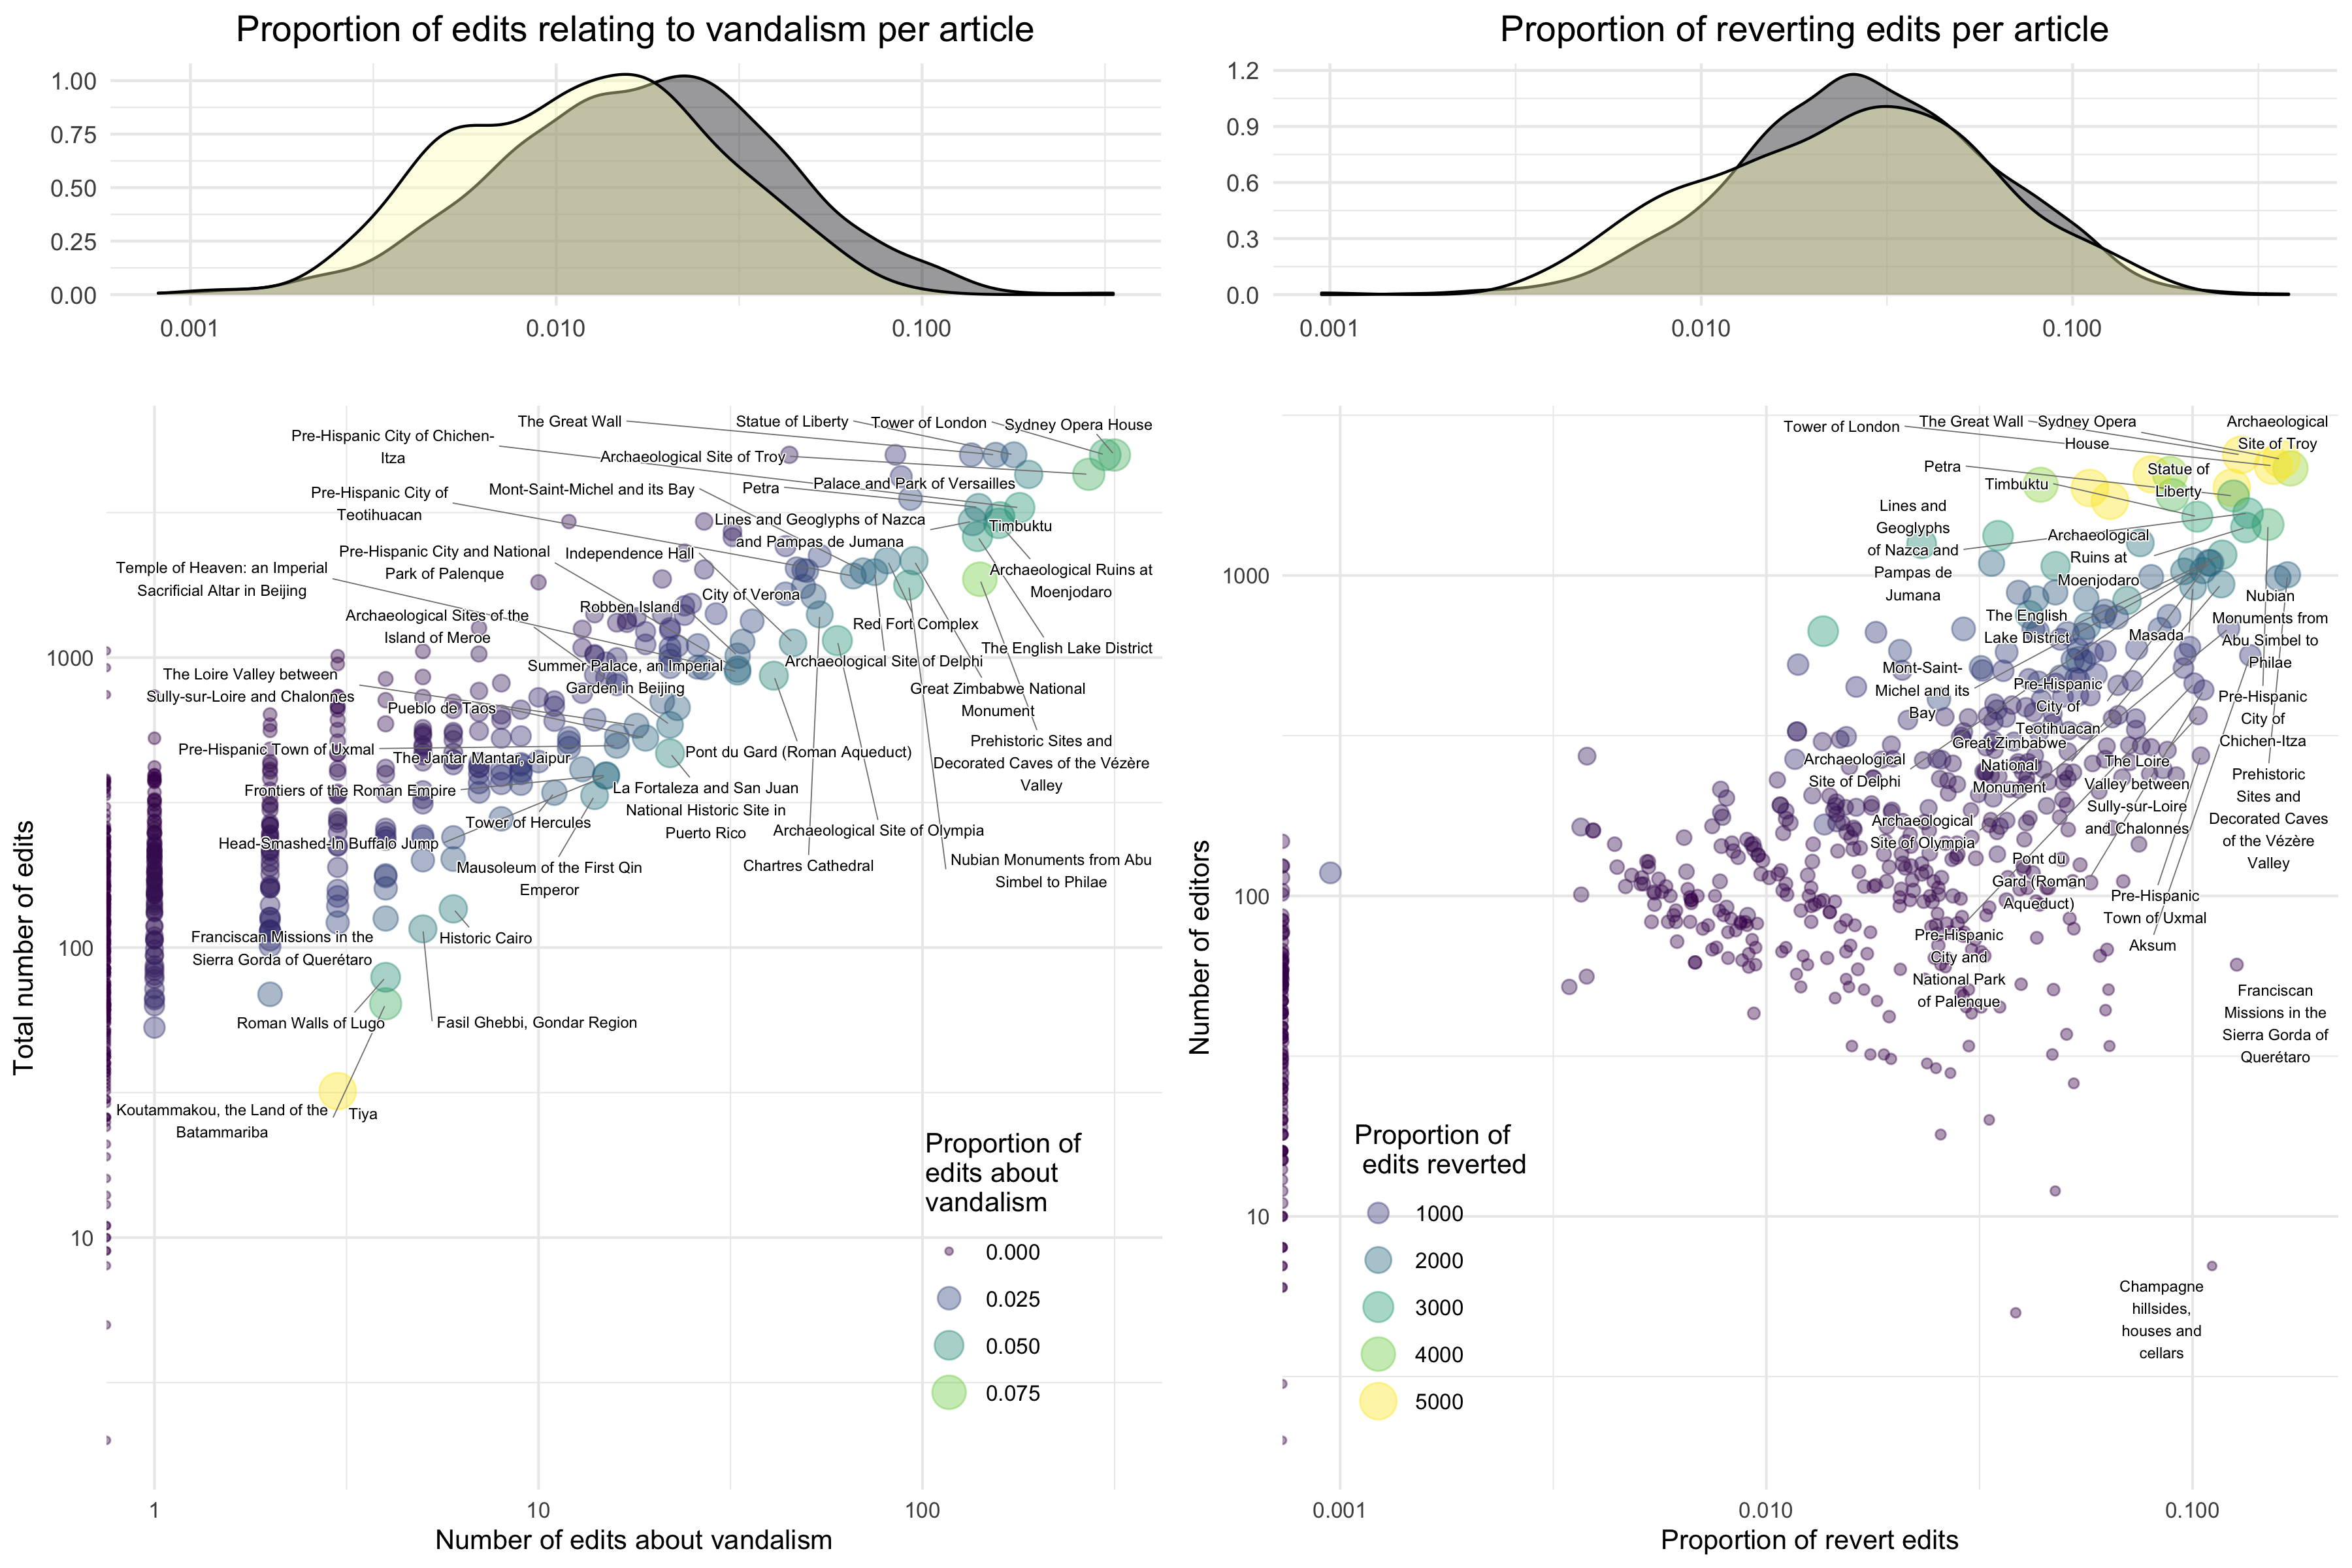 Proportion of edits relating to vandalism per article
1.00
0.75
0.50
0.25
0.00
0.001
0.010
0.100
Proportion of reverting edits per article
1.2
0.9
0.6
0.3
0.0
0.001
0.010
0.100
Total number of edits
1000
100
10
The Great Wall
Statue of Liberty
Tower of London
Sydney Opera House
Pre-Hispanic City of Chichen-
Itza
Archaeological Site of Troy
Pre-Hispanic City of
Teotihuacan
Mont-Saint-Michel and its Bay
Petra
Palace and Park of Versailles
Lines and Geoglyphs of Nazca
and Pampas de Jumana
Timbuktu
Pre-Hispanic City and National
Park of Palenque
Independence Hall
Temple of Heaven: an Imperial
Sacrificial Altar in Beijing
Archaeological Ruins at
Moenjodaro
City of Verona
Robben Island
Archaeological Sites of the
Island of Meroe
Red Fort Complex
The English Lake District
Summer Palace, an Imperial
Garden in Beijing
Archaeological Site of Delphi
The Loire Valley between
Sully-sur-Loire and Chalonnes
Great Zimbabwe National
Monument
Pueblo de Taos
Pre-Hispanic Town of Uxmal
The Jantar Mantar, Jaipur
Pont du Gard (Roman Aqueduct)
Prehistoric Sites and
Decorated Caves of the Vézère
Valley
Frontiers of the Roman Empire
La Fortaleza and San Juan
National Historic Site in
Puerto Rico
Tower of Hercules
Archaeological Site of Olympia
Head-Smashed-In Buffalo Jump
Mausoleum of the First Qin
Emperor
Chartres Cathedral
Nubian Monuments from Abu
Simbel to Philae
Franciscan Missions in the
Sierra Gorda of Querétaro
Historic Cairo
Roman Walls of Lugo
Fasil Ghebbi, Gondar Region
Koutammakou, the Land of the
Batammariba
Tiya
Proportion of
edits about
vandalism
0.000
0.025
0.050
0.075
1
10
100
Number of edits about vandalism
Number of editors
1000
100
10
Tower of London
The Great Wall
Sydney Opera
House
Archaeological
Site of Troy
Petra
Statue of
Liberty
Timbuktu
Lines and
Geoglyphs
of Nazca and
Pampas de
Jumana
Archaeological
Ruins at
Moenjodaro
The English
Lake District
Masada
Nubian
Monuments from
Abu Simbel to
Philae
Mont-Saint-
Michel and its
Bay
Pre-Hispanic
City of
Teotihuacan
Pre-Hispanic
City of
Chichen-Itza
Archaeological
Site of Delphi
Great Zimbabwe
National
Monument
The Loire
Valley between
Sully-sur-Loire
and Chalonnes
Prehistoric
Sites and
Decorated Caves
of the Vézère
Valley
Archaeological
Site of Olympia
Pont du
Gard (Roman
Aqueduct)
Pre-Hispanic
Town of Uxmal
Aksum
Pre-Hispanic
City and
National Park
of Palenque
Franciscan
Missions in the
Sierra Gorda of
Querétaro
Champagne
hillsides,
houses and
cellars
Proportion of
edits reverted
1000
2000
3000
4000
5000
0.001
0.010
0.100
Proportion of revert edits